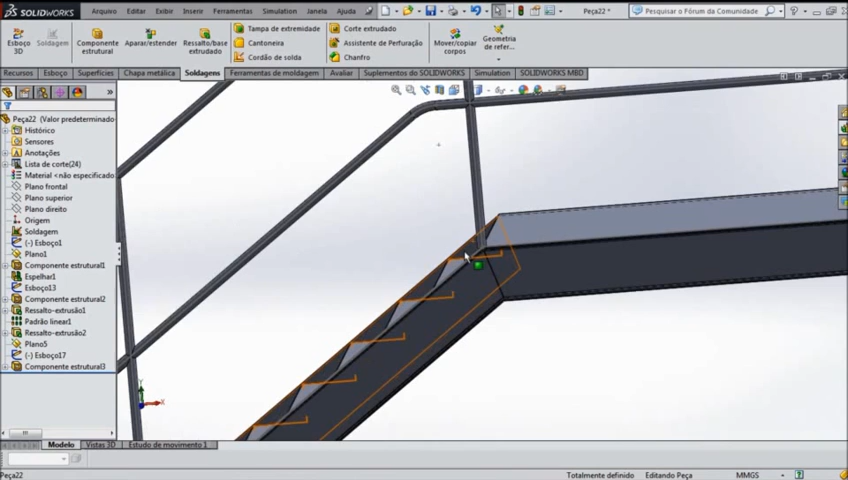 SOLIDWORKS Arquivo Editar Exibir Inserir Ferramentas Simulation Janela Ajuda Peça22 * Pesquisar o Fórum da Comunidade
Esboço 3D
Soldagem
Componente estrutural
Aparar/estender
Ressalto/base extrudado
Tampa de extremidade
Cantoneira
Cordão de solda
Corte extrudado
Assistente de Perfuração
Chanfro
Mover/copiar corpos
Geometria de refer...
Recursos Esboço Superfícies Chapa metálica Soldagens Ferramentas de moldagem Avaliar Suplementos do SOLIDWORKS Simulation SOLIDWORKS MBD
Peça22 (Valor predeterminado
Histórico
Sensores
Anotações
Lista de corte(24)
Material <não especificado
Plano frontal
Plano superior
Plano direito
Origem
Soldagem
(-) Esboço1
Plano1
Componente estrutural1
Espelhar1
Esboço13
Componente estrutural2
Ressalto-extrusão1
Padrão linear1
Ressalto-extrusão2
Plano5
(-) Esboço17
Componente estrutural3
Y
X
Modelo Vistas 3D Estudo de movimento 1
Peça22 Totalmente definido Editando Peça MMGS